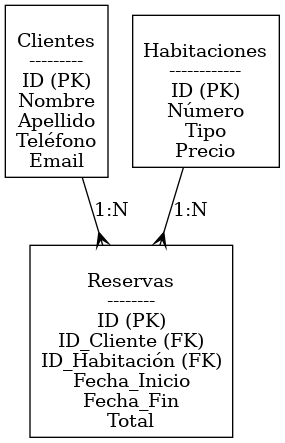 Clientes
---------
ID (PK)
Nombre
Apellido
Teléfono
Email
Habitaciones
------------
ID (PK)
Número
Tipo
Precio
1:N
1:N
Reservas
--------
ID (PK)
ID_Cliente (FK)
ID_Habitación (FK)
Fecha_Inicio
Fecha_Fin
Total